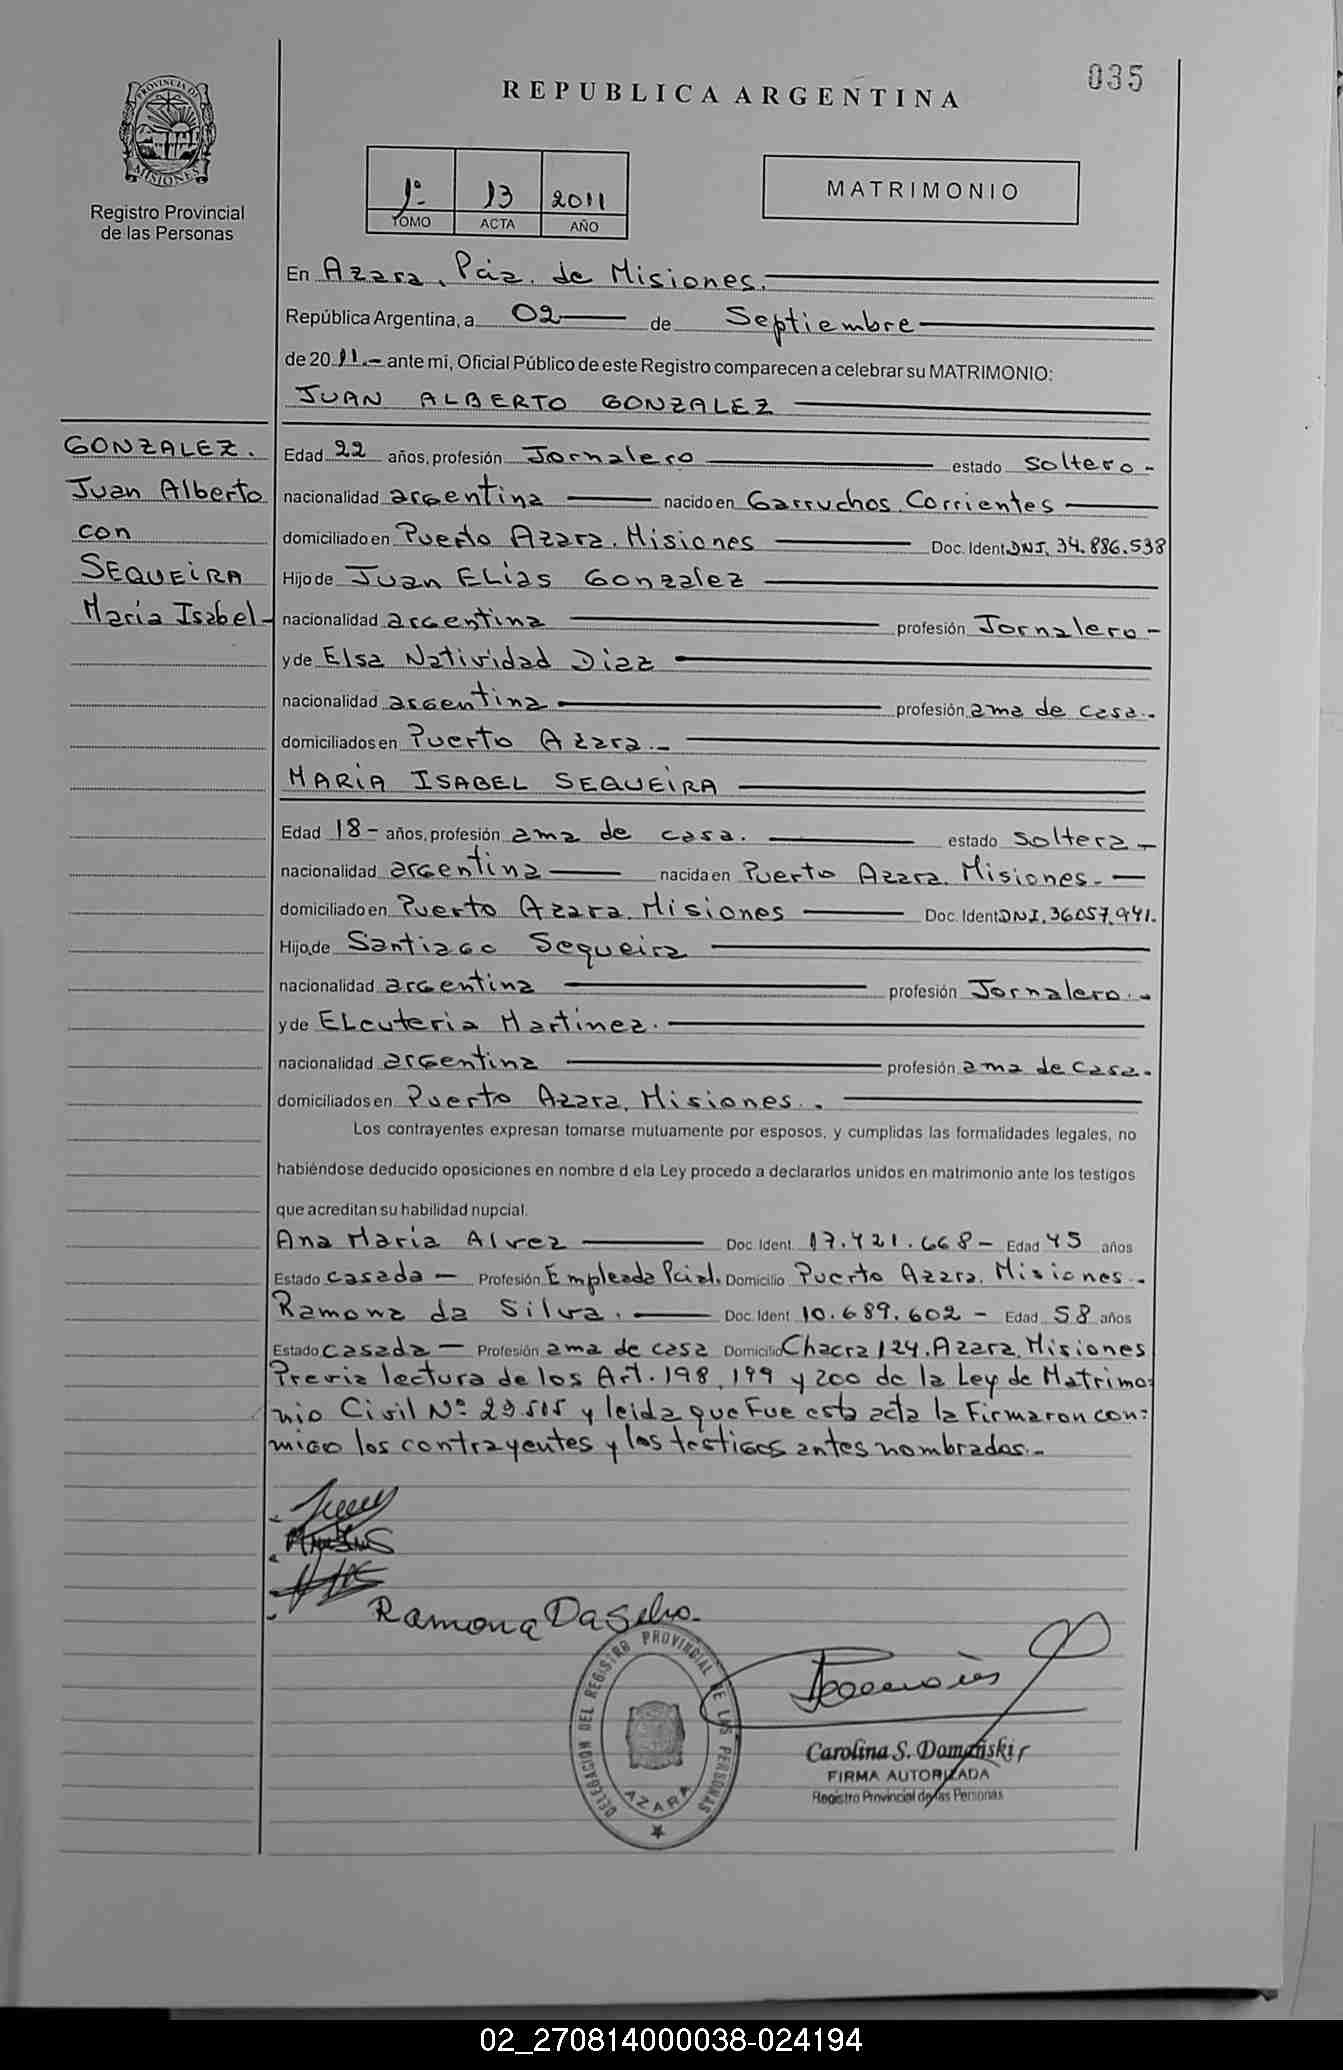 035
REPUBLICA ARGENTINA
PROVINCIA DE
MISIONES
Registro Provincial
de las Personas
1º 13 2011
TOMO ACTA AÑO
MATRIMONIO
En Azara, Pcia. de Misiones.
República Argentina, a 02 de Septiembre
de 2011.- ante mi, Oficial Público de este Registro comparecen a celebrar su MATRIMONIO:
JUAN ALBERTO GONZALEZ
GONZALEZ.
Juan Alberto
con
SEQUEIRA
Maria Isabel-
Edad 22 años, profesión Jornalero estado soltero-
nacionalidad argentina nacido en Garruchos. Corrientes
domiciliado en Puerto Azara. Misiones Doc. Ident. DNI. 34.886.538
Hijo de Juan Elias Gonzalez
nacionalidad argentina profesión Jornalero-
y de Elsa Natividad Diaz
nacionalidad argentina profesión ama de casa.-
domiciliados en Puerto Azara.-
MARIA ISABEL SEQUEIRA
Edad 18- años, profesión ama de casa. estado soltera-
nacionalidad argentina nacida en Puerto Azara. Misiones.-
domiciliado en Puerto Azara. Misiones Doc. Ident. DNI. 36.057.941.
Hijo de Santiago Sequeira
nacionalidad argentina profesión Jornalero.-
y de Eleuteria Martinez.
nacionalidad argentina profesión ama de casa.
domiciliados en Puerto Azara. Misiones..
Los contrayentes expresan tomarse mutuamente por esposos, y cumplidas las formalidades legales, no
habiéndose deducido oposiciones en nombre d ela Ley procedo a declararlos unidos en matrimonio ante los testigos
que acreditan su habilidad nupcial.
Ana Maria Alvez Doc. Ident. 17.421.668- Edad 45 años
Estado casada- Profesión Empleada Pcial. Domicilio Puerto Azara. Misiones.-
Ramona da Silva. Doc. Ident 10.689.602- Edad 58 años
Estado casada- Profesión ama de casa Domicilio Chacra 124. Azara. Misiones
Previa lectura de los Art. 198, 199 y 200 de la Ley de Matrimo-
nio Civil Nº 23515 y leida que fue esta acta la firmaron con=
migo los contrayentes y los testigos antes nombrados.-
Ramona Da Silva.
DELEGACION DEL REGISTRO PROVINCIAL DE LAS PERSONAS
AZARA
Carolina S. Domański
FIRMA AUTORIZADA
Registro Provincial de las Personas
02_270814000038-024194